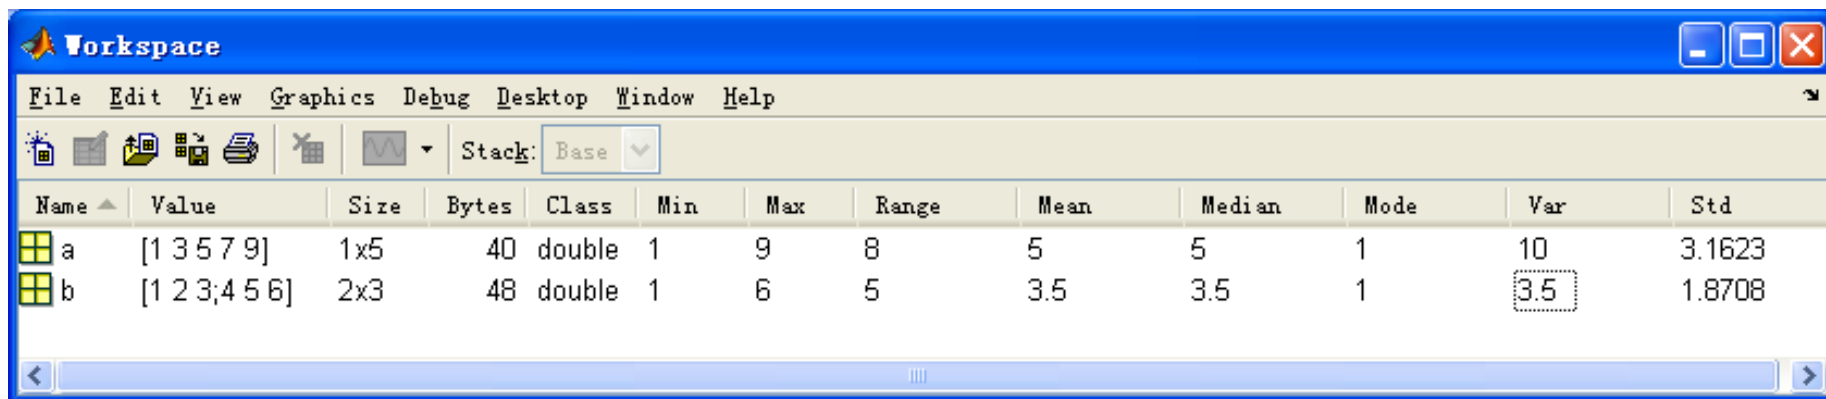 Workspace
File Edit View Graphics Debug Desktop Window Help
Stack: Base
Name Value Size Bytes Class Min Max Range Mean Median Mode Var Std
a [1 3 5 7 9] 1x5 40 double 1 9 8 5 5 1 10 3.1623
b [1 2 3;4 5 6] 2x3 48 double 1 6 5 3.5 3.5 1 3.5 1.8708